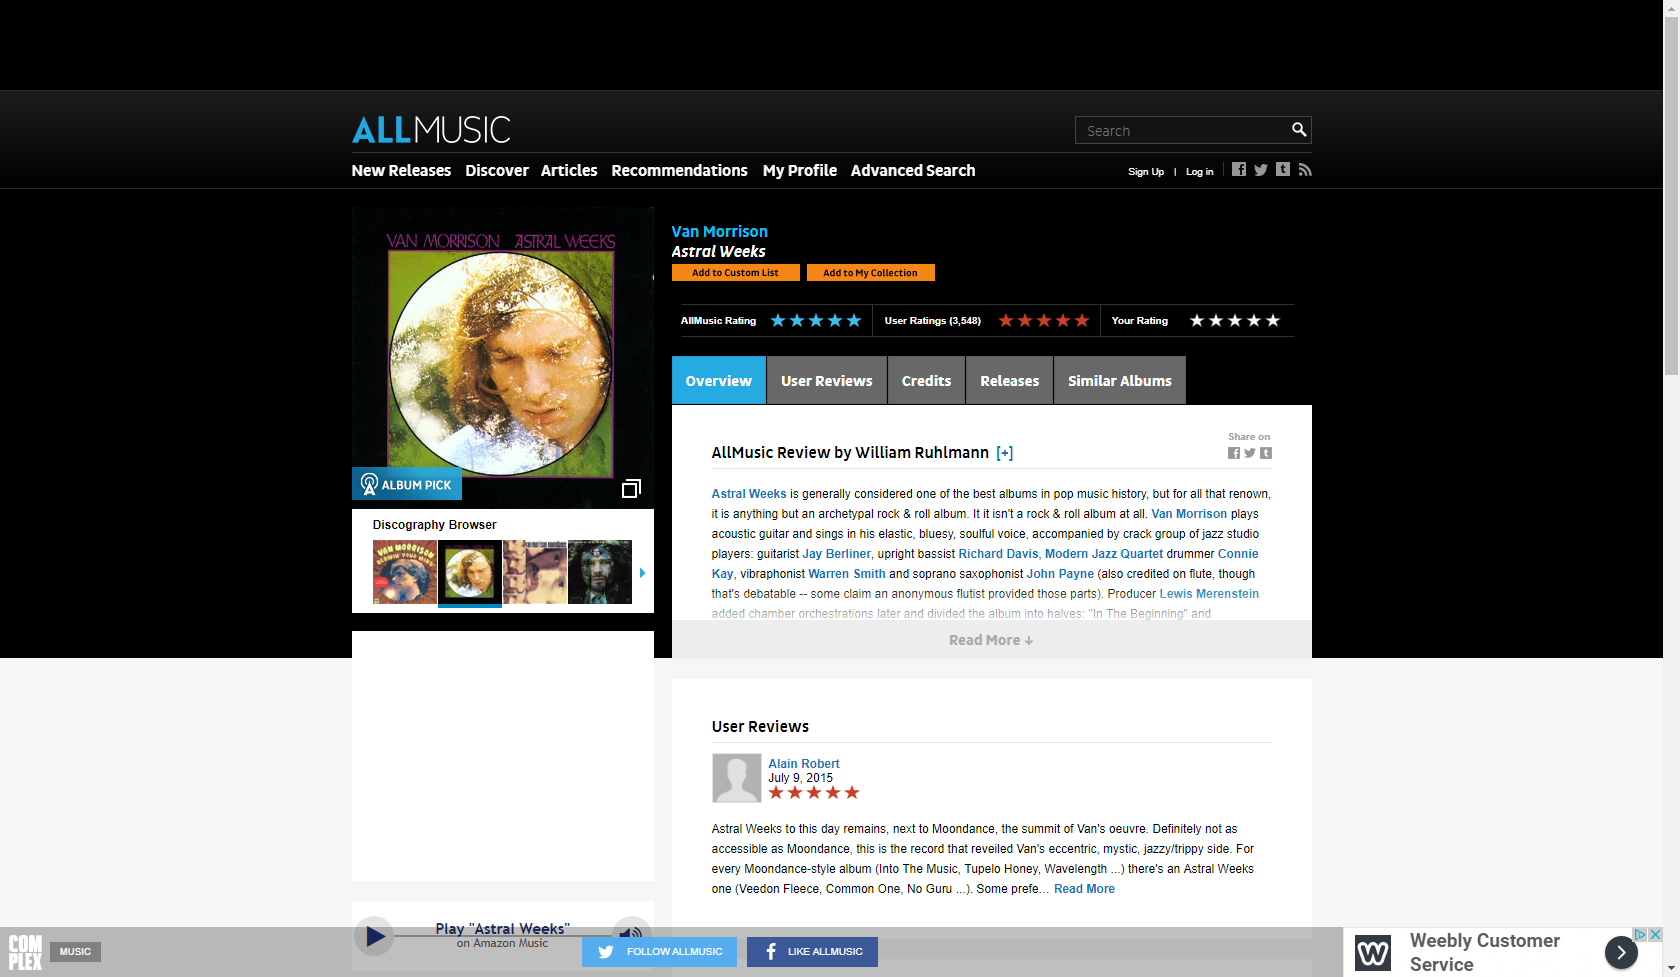 ALLMUSIC
Search
New Releases Discover Articles Recommendations My Profile Advanced Search
Sign Up | Log in
VAN MORRISON ASTRAL WEEKS
ALBUM PICK
Discography Browser
VAN MORRISON
Van Morrison
Astral Weeks
Add to Custom List Add to My Collection
AllMusic Rating User Ratings (3,548) Your Rating
Overview User Reviews Credits Releases Similar Albums
Share on
AllMusic Review by William Ruhlmann [+]
Astral Weeks is generally considered one of the best albums in pop music history, but for all that renown,
it is anything but an archetypal rock & roll album. It it isn't a rock & roll album at all. Van Morrison plays
acoustic guitar and sings in his elastic, bluesy, soulful voice, accompanied by crack group of jazz studio
players: guitarist Jay Berliner, upright bassist Richard Davis, Modern Jazz Quartet drummer Connie
Kay, vibraphonist Warren Smith and soprano saxophonist John Payne (also credited on flute, though
that's debatable -- some claim an anonymous flutist provided those parts). Producer Lewis Merenstein
added chamber orchestrations later and divided the album into halves: "In The Beginning" and
Read More ↓
User Reviews
Alain Robert
July 9, 2015
Astral Weeks to this day remains, next to Moondance, the summit of Van's oeuvre. Definitely not as
accessible as Moondance, this is the record that reveiled Van's eccentric, mystic, jazzy/trippy side. For
every Moondance-style album (Into The Music, Tupelo Honey, Wavelength ...) there's an Astral Weeks
one (Veedon Fleece, Common One, No Guru ...). Some prefe... Read More
Play "Astral Weeks"
on Amazon Music
COMPLEX
MUSIC
FOLLOW ALLMUSIC
LIKE ALLMUSIC
Weebly Customer
Service